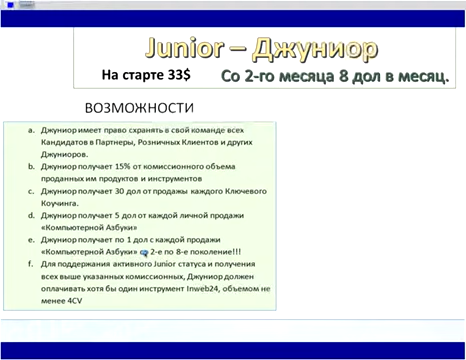 Junior – Джуниор
На старте 33$ Со 2-го месяца 8 дол в месяц.
ВОЗМОЖНОСТИ
a. Джуниор имеет право схранять в свой команде всех
Кандидатов в Партнеры, Розничных Клиентов и других
Джуниоров.
b. Джуниор получает 15% от комиссионного объема
проданных им продуктов и инструментов
c. Джуниор получает 30 дол от продажы каждого Ключевого
Коучинга.
d. Джуниор получает 5 дол от каждой личной продажи
«Компьютерной Азбуки»
e. Джуниор получает по 1 дол с каждой продажи
«Компьютерной Азбуки» со 2-е по 8-е поколение!!!
f. Для поддержания активного Junior статуса и получения
всех выше указанных комиссионных, Джуниор должен
оплачивать хотя бы один инструмент Inweb24, объемом не
менее 4CV